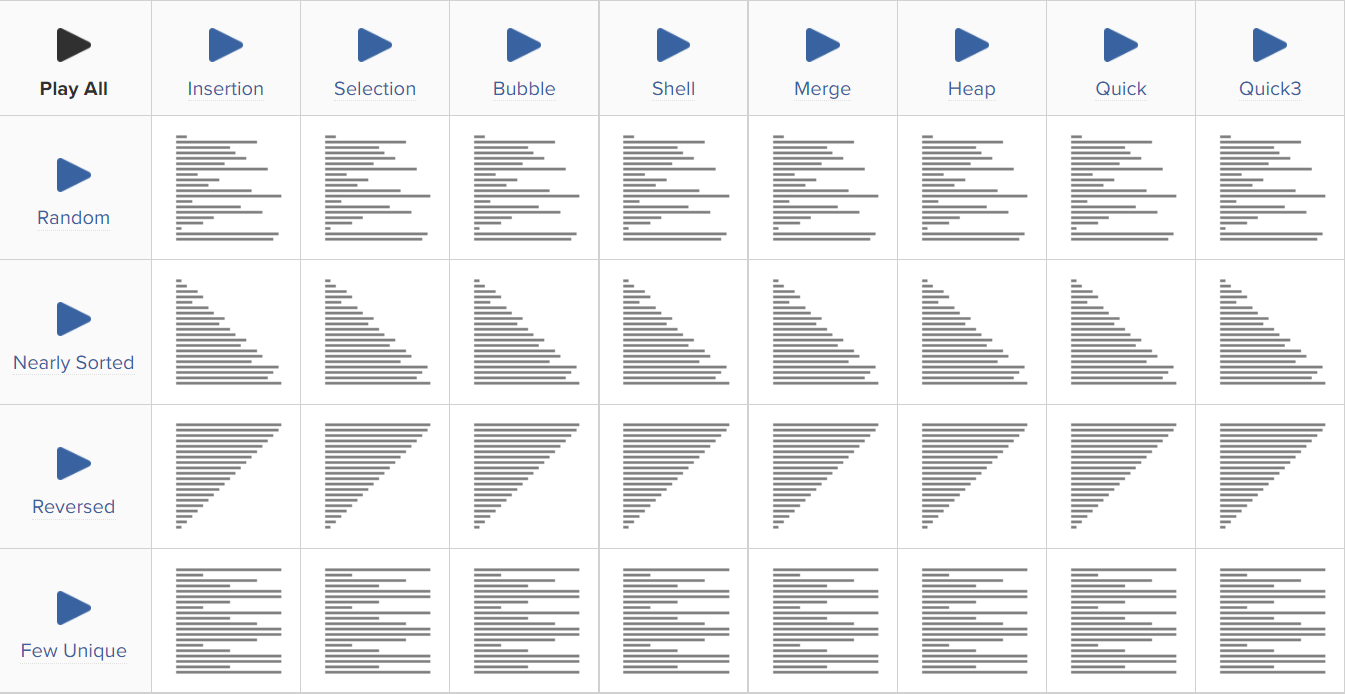 Play All Insertion Selection Bubble Shell Merge Heap Quick Quick3
Random
Nearly Sorted
Reversed
Few Unique